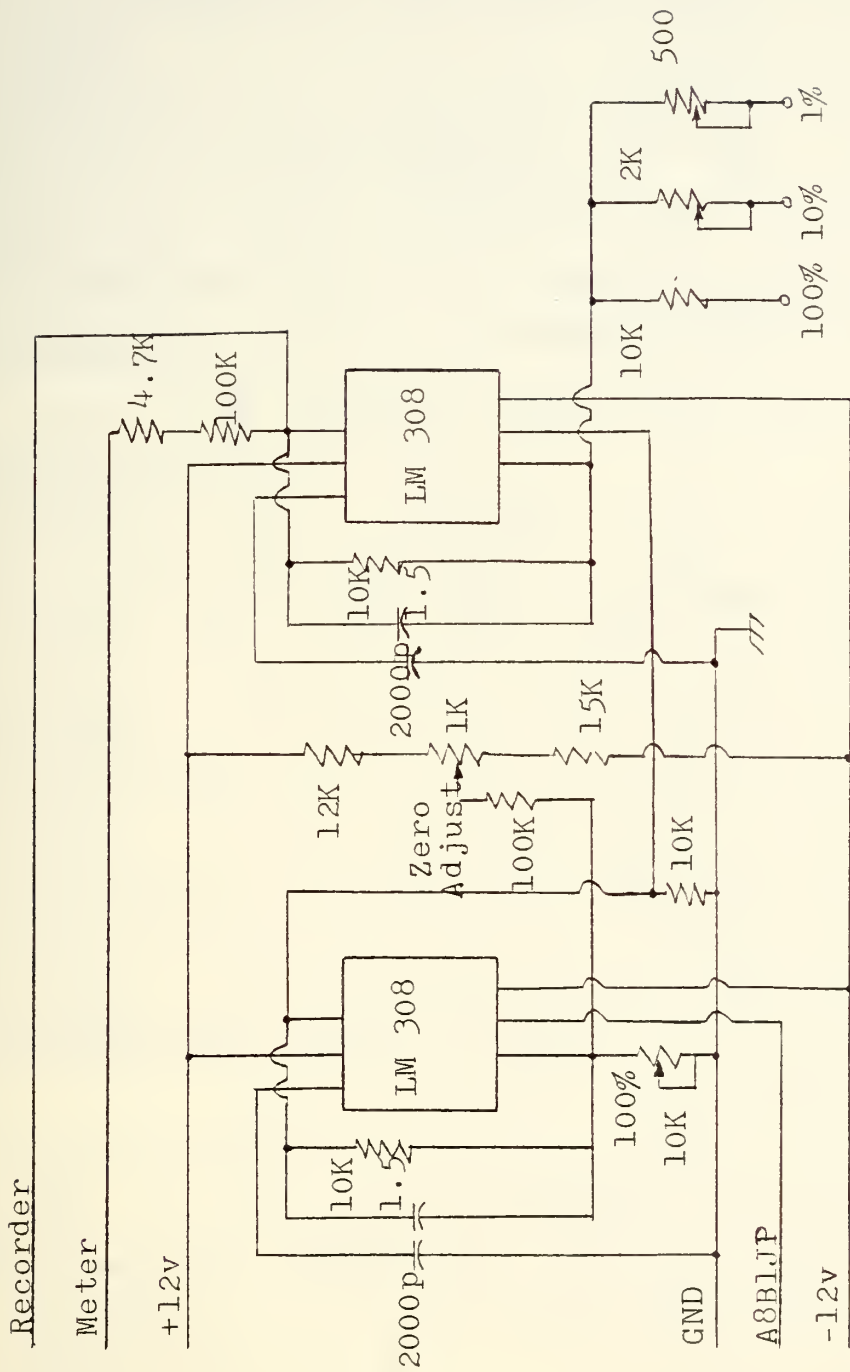 Recorder
Meter
+12v
2000p
10K
1.5
LM 308
100%
10K
GND
A8B1JP
-12v
Zero
Adjust
12K
1K
100K
15K
10K
2000p
10K
1.5
LM 308
4.7K
100K
10K
2K
500
100%
10%
1%